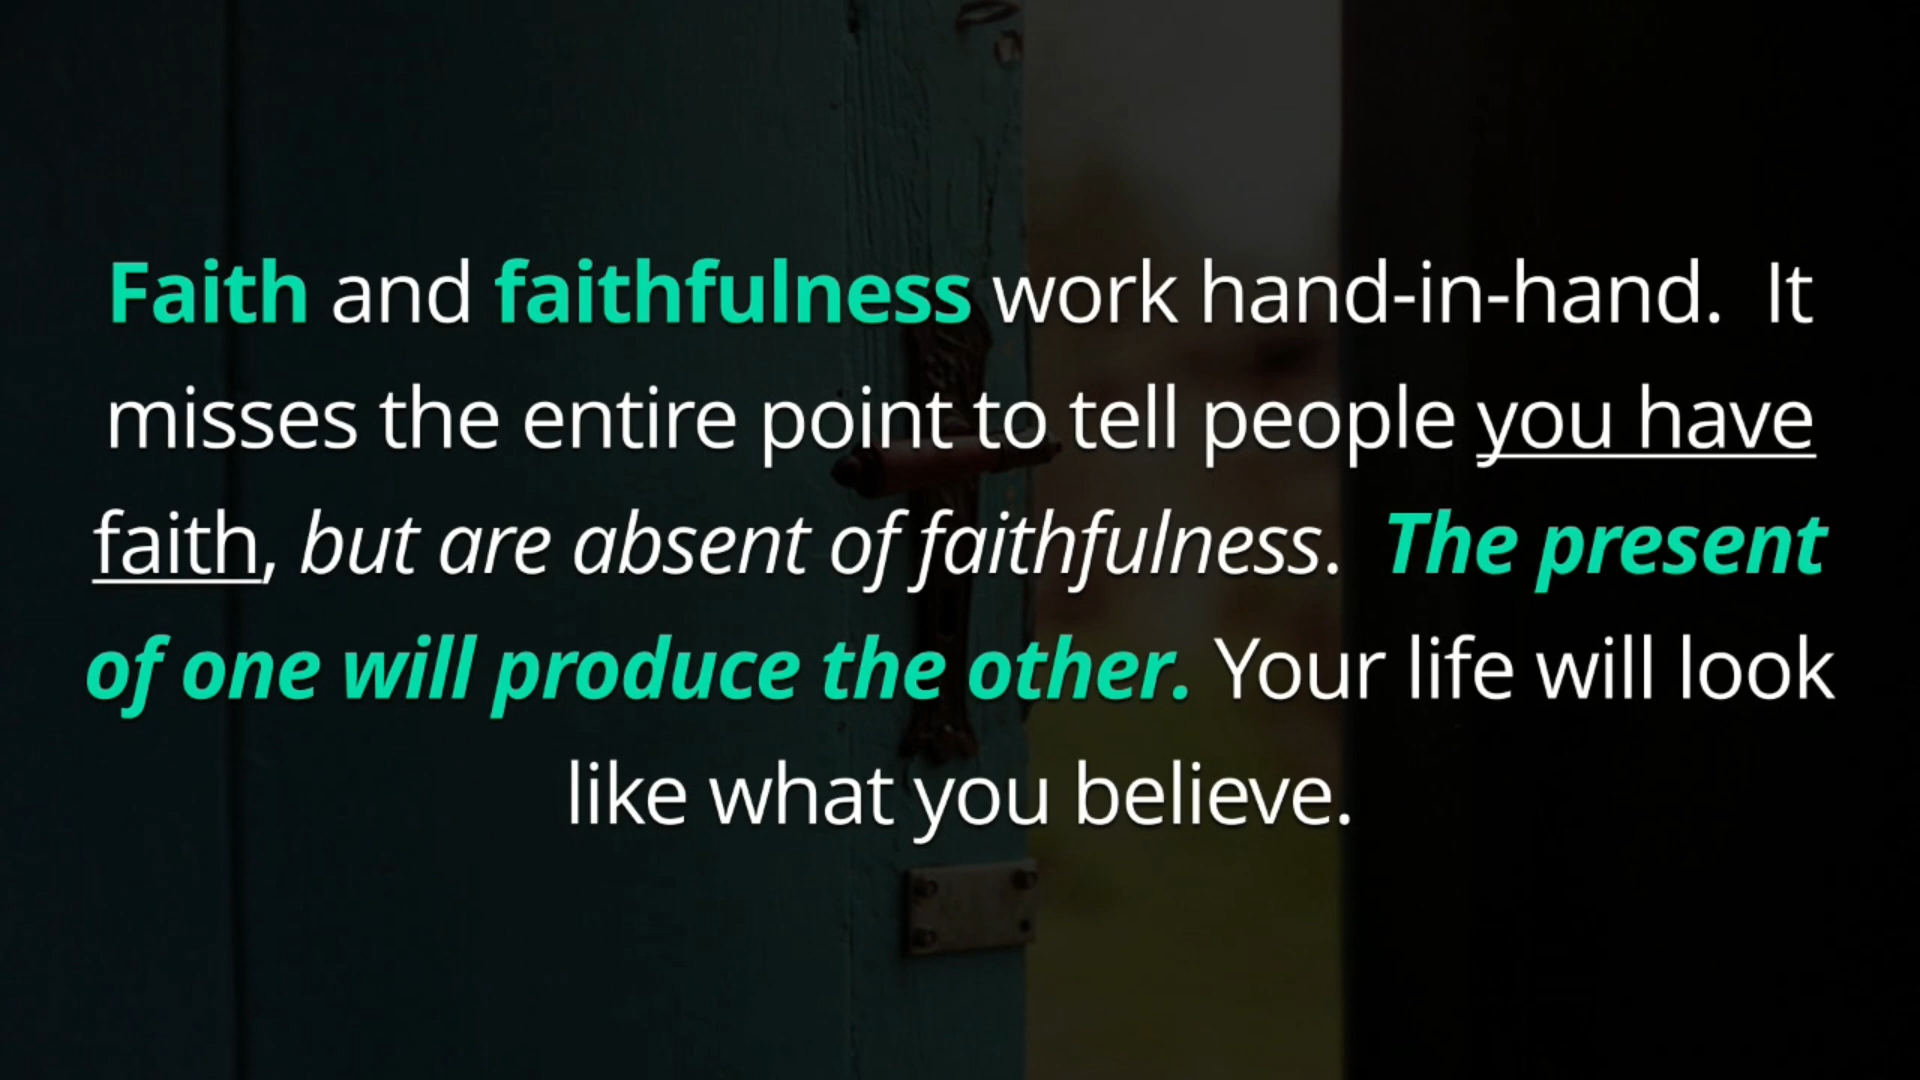 Faith and faithfulness work hand-in-hand.  It
misses the entire point to tell people you have
faith, but are absent of faithfulness.  The present
of one will produce the other. Your life will look
like what you believe.